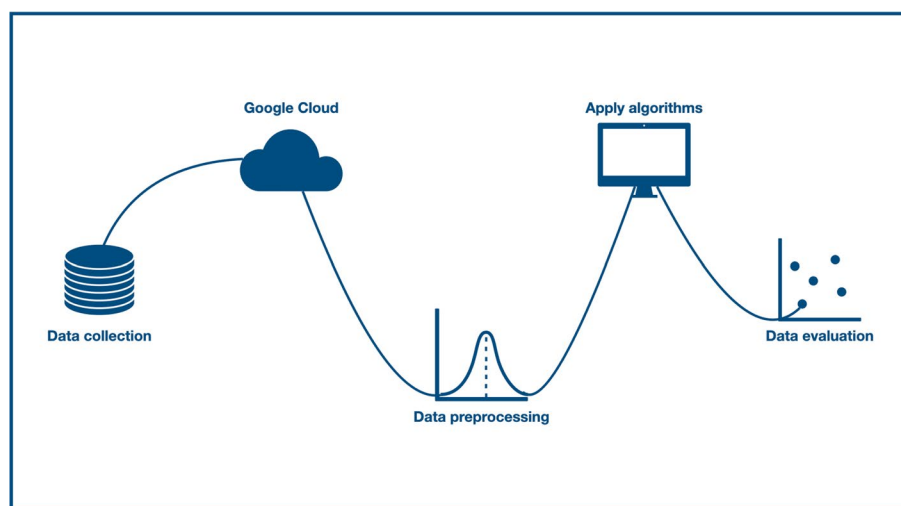 Google Cloud
Apply algorithms
Data collection
Data evaluation
Data preprocessing